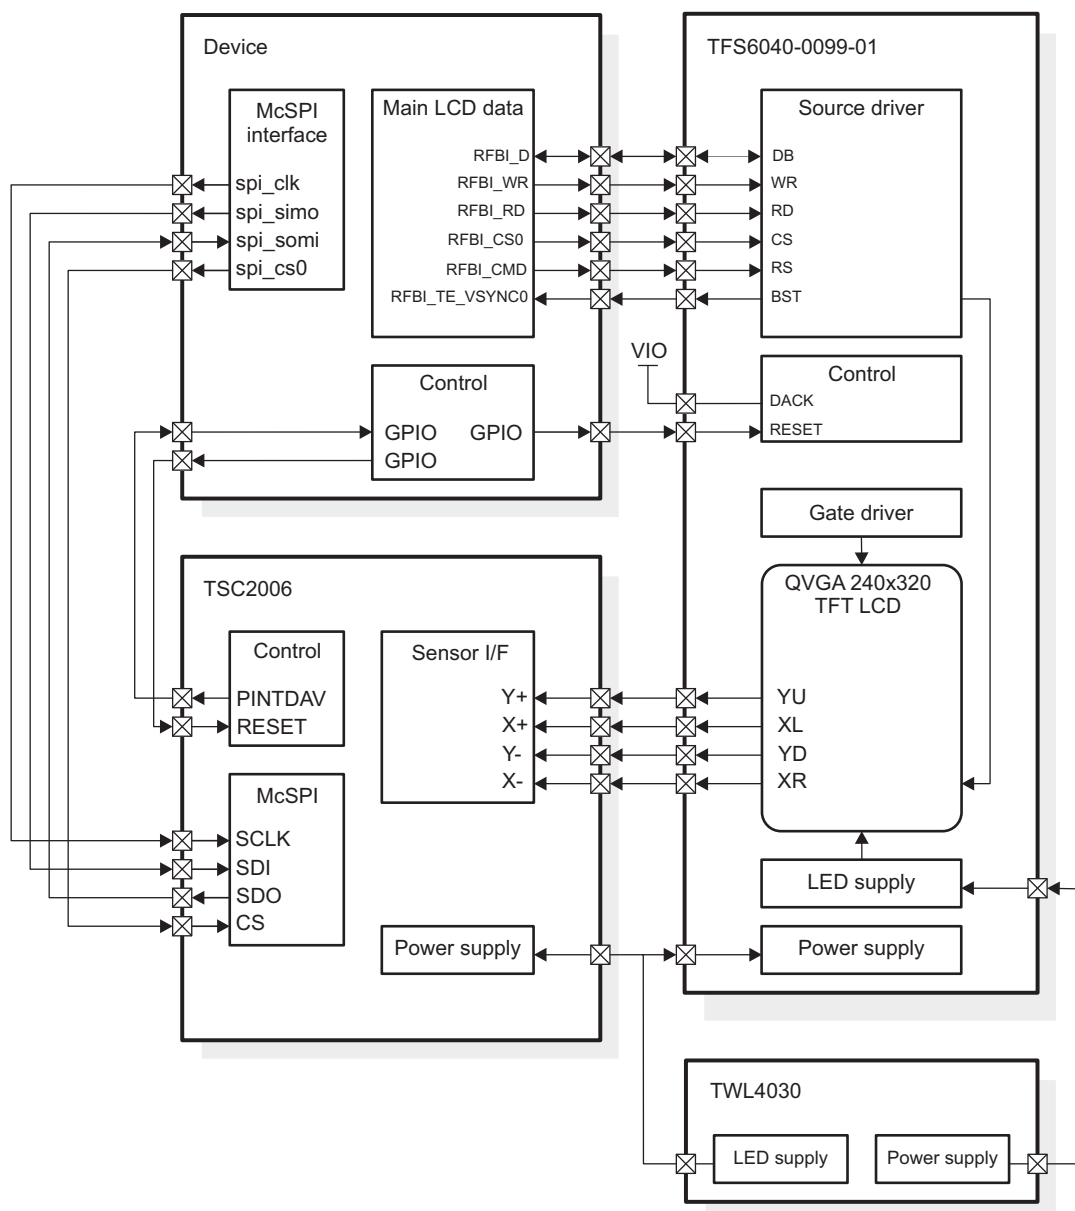 Device
McSPI
interface
spi_clk
spi_simo
spi_somi
spi_cs0
Main LCD data
RFBI_D
RFBI_WR
RFBI_RD
RFBI_CS0
RFBI_CMD
RFBI_TE_VSYNC0
Control
GPIO GPIO
GPIO
TFS6040-0099-01
Source driver
DB
WR
RD
CS
RS
BST
VIO
Control
DACK
RESET
Gate driver
QVGA 240x320
TFT LCD
YU
XL
YD
XR
LED supply
Power supply
TSC2006
Control
PINTDAV
RESET
Sensor I/F
Y+
X+
Y-
X-
McSPI
SCLK
SDI
SDO
CS
Power supply
TWL4030
LED supply
Power supply